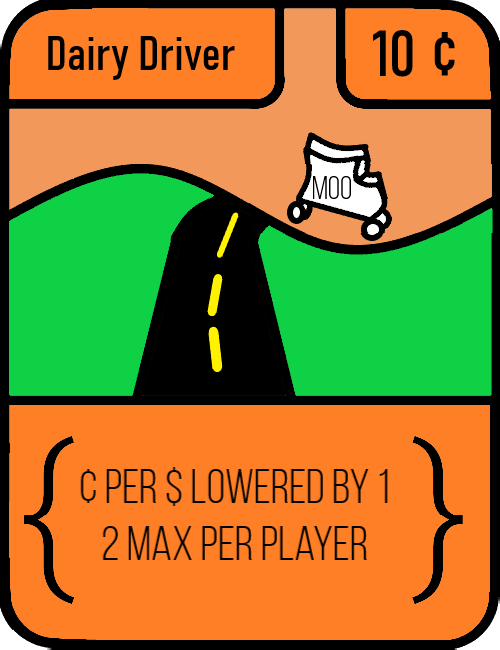 Dairy Driver
10 ¢
MOO
¢ PER $ LOWERED BY 1
2 MAX PER PLAYER